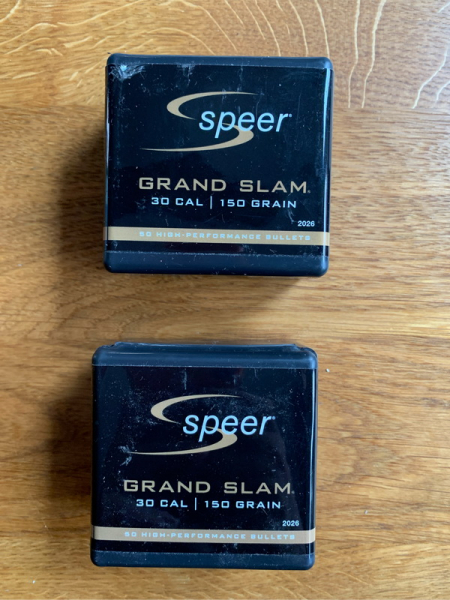 speer®
GRAND SLAM®
30 CAL | 150 GRAIN
2026
50 HIGH-PERFORMANCE BULLETS
speer®
GRAND SLAM®
30 CAL | 150 GRAIN
2026
50 HIGH-PERFORMANCE BULLETS